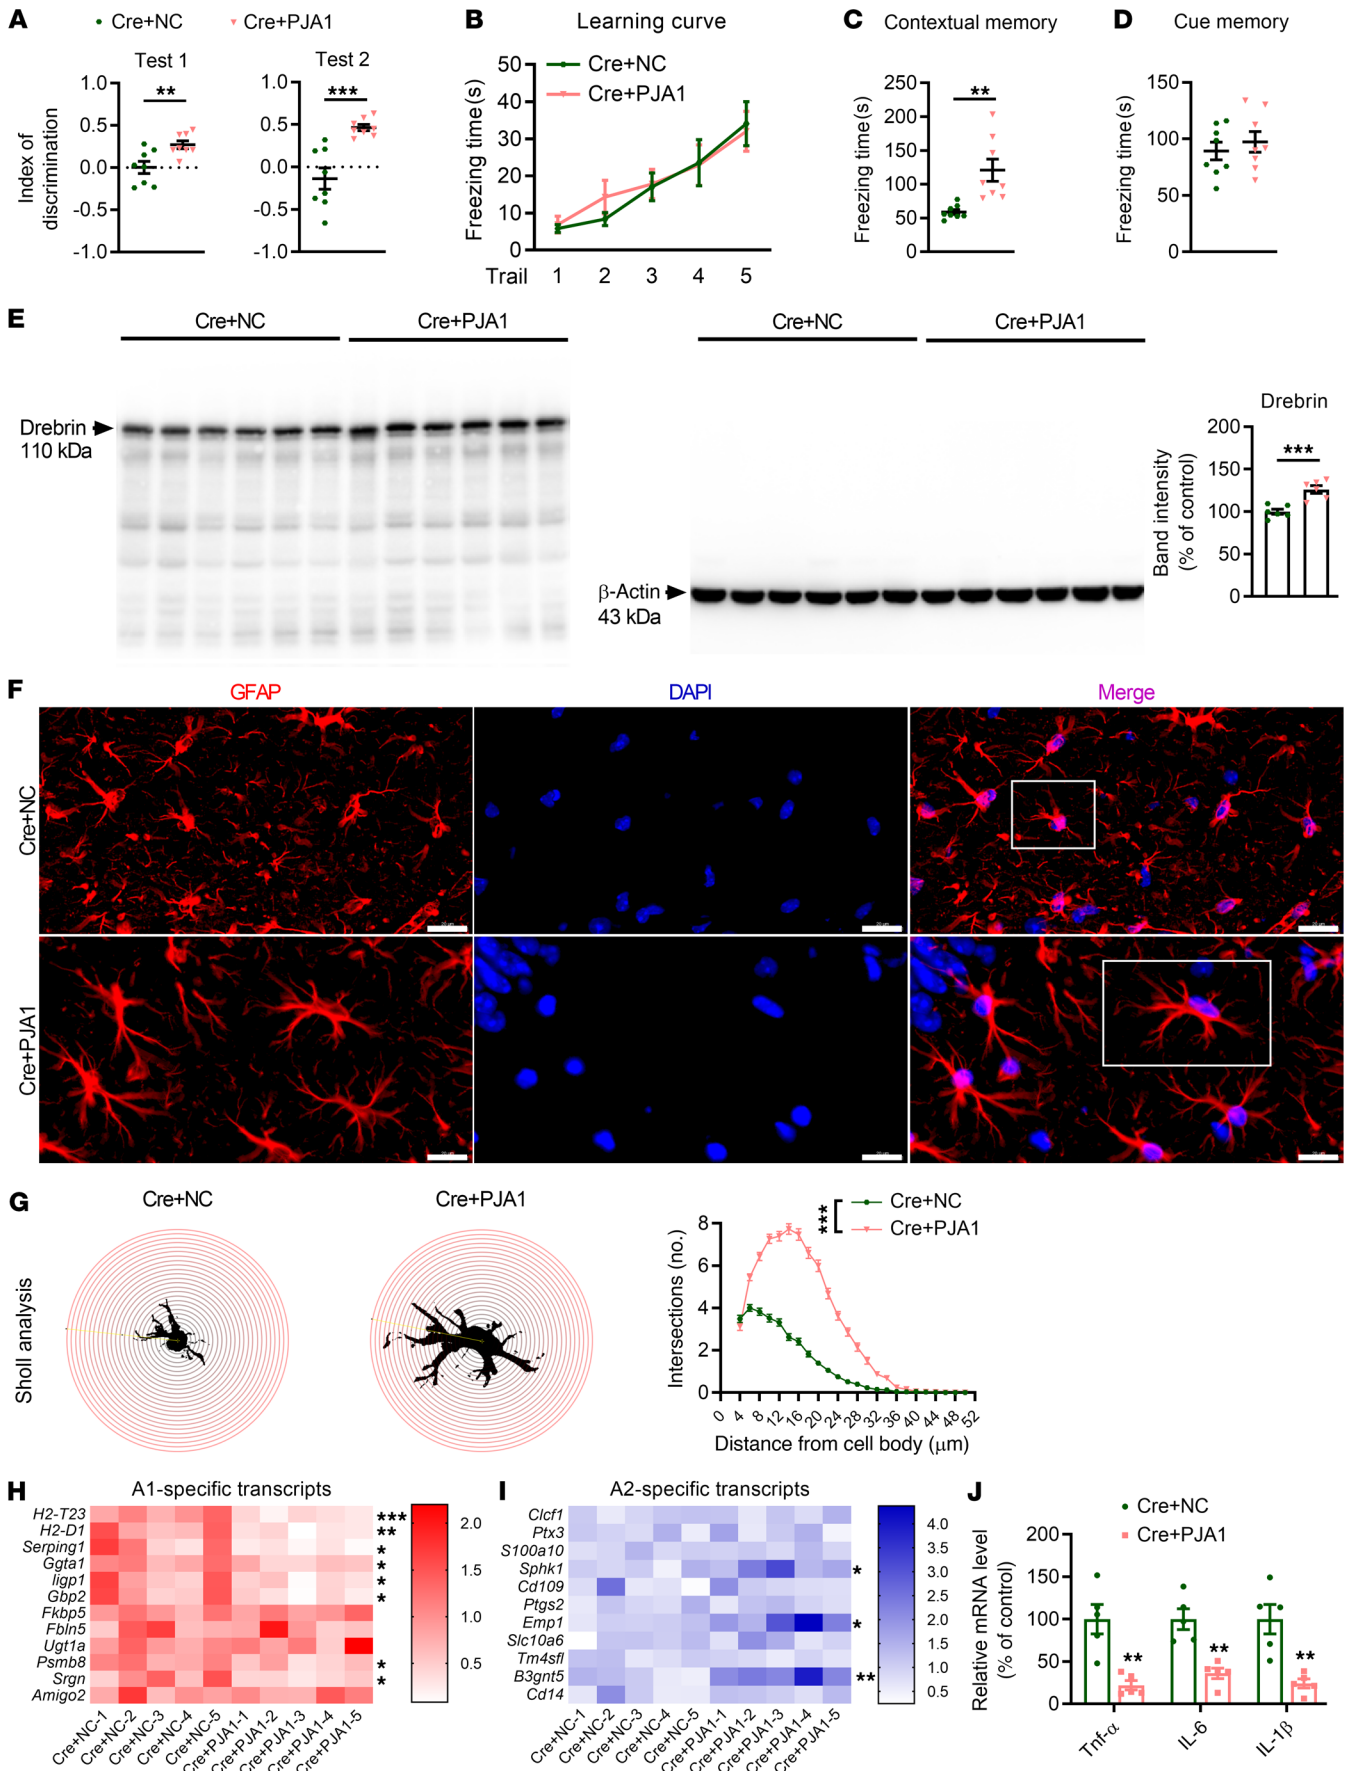 A
Cre+NC
Cre+PJA1
Test 1
Test 2
Index of
discrimination
1.0
0.5
0.0
-0.5
-1.0
**
1.0
0.5
0.0
-0.5
-1.0
***
B
Learning curve
Freezing time (s)
50
40
30
20
10
0
Cre+NC
Cre+PJA1
Trail 1 2 3 4 5
C
Contextual memory
Freezing time (s)
250
200
150
100
50
0
**
D
Cue memory
Freezing time (s)
150
100
50
0
E
Cre+NC
Cre+PJA1
Drebrin
110 kDa
Cre+NC
Cre+PJA1
β-Actin
43 kDa
Drebrin
Band intensity
(% of control)
200
150
100
50
0
***
F
GFAP
DAPI
Merge
Cre+NC
Cre+PJA1
G
Sholl analysis
Cre+NC
Cre+PJA1
Intersections (no.)
8
6
4
2
0
***
Cre+NC
Cre+PJA1
0 4 8 12 16 20 24 28 32 36 40 44 48 52
Distance from cell body (μm)
H
A1-specific transcripts
H2-T23 ***
H2-D1 **
Serping1 *
Ggta1 *
Iigp1 *
Gbp2 *
Fkbp5
Fbln5
Ugt1a
Psmb8 *
Srgn *
Amigo2
2.0
1.5
1.0
0.5
Cre+NC-1
Cre+NC-2
Cre+NC-3
Cre+NC-4
Cre+NC-5
Cre+PJA1-1
Cre+PJA1-2
Cre+PJA1-3
Cre+PJA1-4
Cre+PJA1-5
I
A2-specific transcripts
Clcf1
Ptx3
S100a10
Sphk1 *
Cd109
Ptgs2
Emp1 *
Slc10a6
Tm4sfl
B3gnt5 **
Cd14
4.0
3.5
3.0
2.5
2.0
1.5
1.0
0.5
Cre+NC-1
Cre+NC-2
Cre+NC-3
Cre+NC-4
Cre+NC-5
Cre+PJA1-1
Cre+PJA1-2
Cre+PJA1-3
Cre+PJA1-4
Cre+PJA1-5
J
Cre+NC
Cre+PJA1
Relative mRNA level
(% of control)
200
150
100
50
0
**
**
**
Tnf-α
IL-6
IL-1β